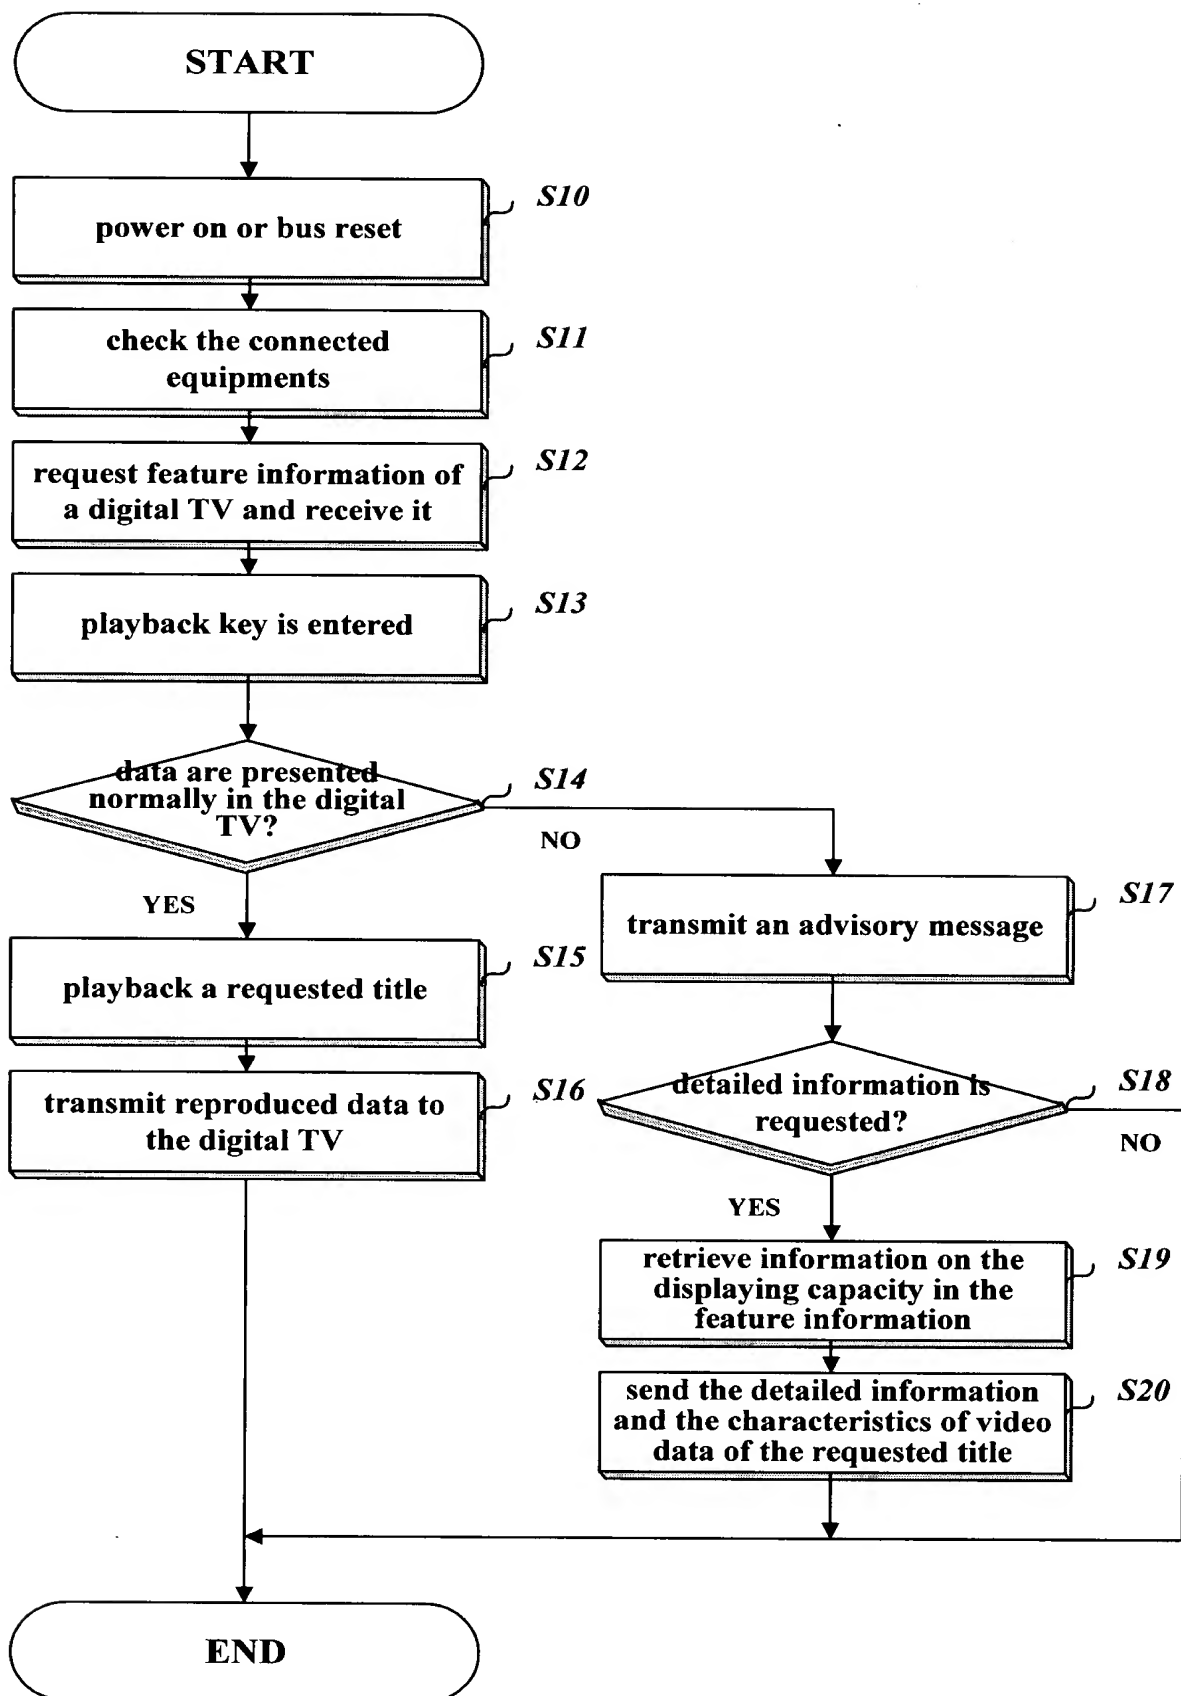 START
power on or bus reset
S10
check the connected
equipments
S11
request feature information of
a digital TV and receive it
S12
playback key is entered
S13
data are presented
normally in the digital
TV?
S14
NO
YES
transmit an advisory message
S17
playback a requested title
S15
transmit reproduced data to
the digital TV
S16
detailed information is
requested?
S18
NO
YES
retrieve information on the
displaying capacity in the
feature information
S19
send the detailed information
and the characteristics of video
data of the requested title
S20
END